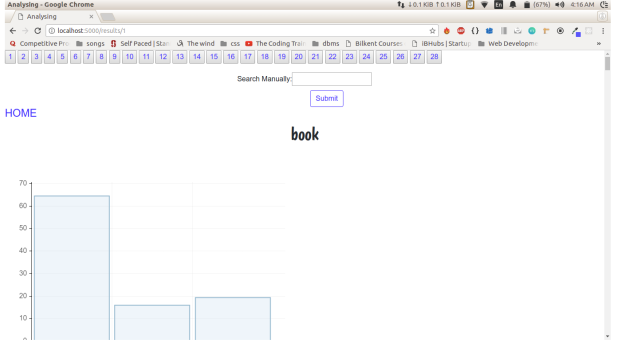 Analysing - Google Chrome
↓ 0.1 KiB ↑ 0.1 KiB En (67%) 4:16 AM
Analysing ×
localhost:5000/results/1
Competitive Pro songs Self Paced | Stan The wind css The Coding Trai dbms Bilkent Courses iBHubs | Startup Web Developme »
1 2 3 4 5 6 7 8 9 10 11 12 13 14 15 16 17 18 19 20 21 22 23 24 25 26 27 28
Search Manually:
Submit
HOME
book
70
60
50
40
30
20
10
0